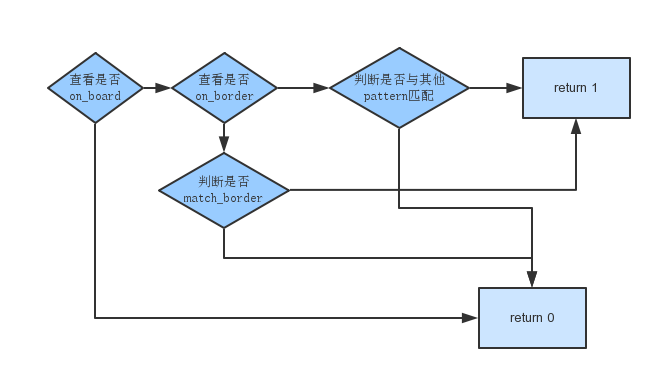 查看是否
on_board
查看是否
on_border
判断是否与其他
pattern匹配
return 1
判断是否
match_border
return 0